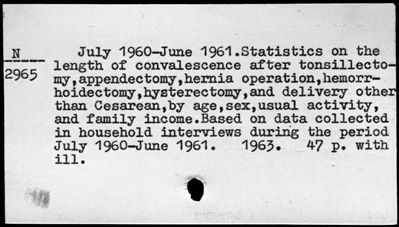 N
2965
July 1960-June 1961.Statistics on the
length of convalescence after tonsillecto-
my,appendectomy,hernia operation,hemorr-
hoidectomy,hysterectomy,and delivery other
than Cesarean,by age,sex,usual activity,
and family income.Based on data collected
in household interviews during the period
July 1960-June 1961. 1963. 47 p. with
ill.